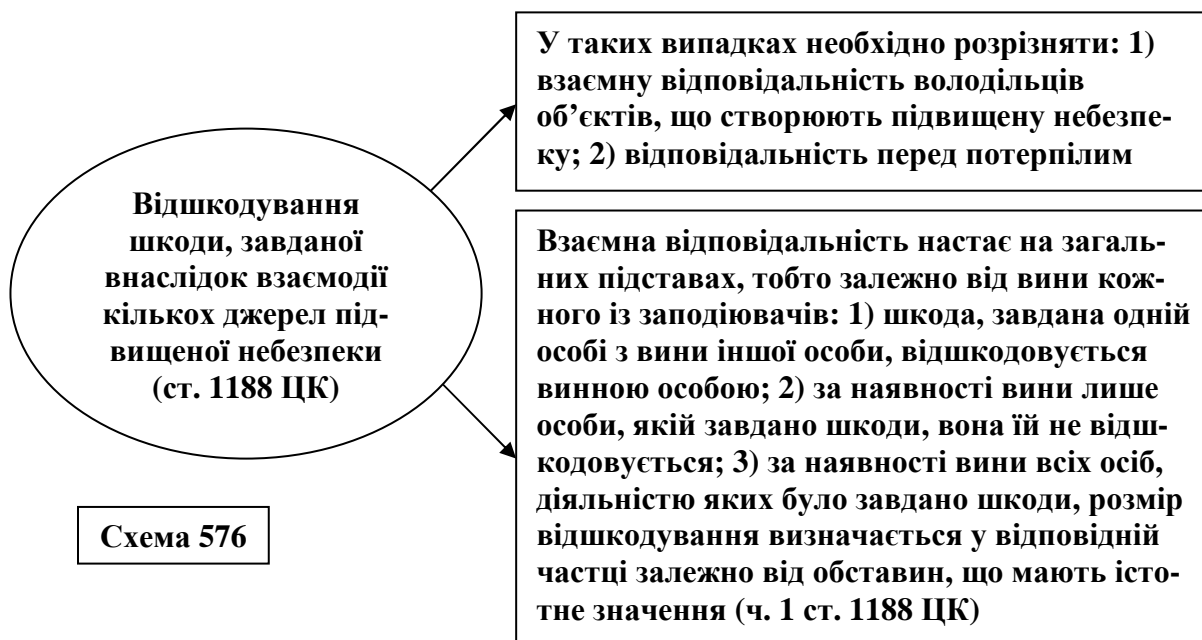 У таких випадках необхідно розрізняти: 1)
взаємну відповідальність володільців
об’єктів, що створюють підвищену небезпе-
ку; 2) відповідальність перед потерпілим
Відшкодування
шкоди, завданої
внаслідок взаємодії
кількох джерел під-
вищеної небезпеки
(ст. 1188 ЦК)
Взаємна відповідальність настає на загаль-
них підставах, тобто залежно від вини кож-
ного із заподіювачів: 1) шкода, завдана одній
особі з вини іншої особи, відшкодовується
винною особою; 2) за наявності вини лише
особи, якій завдано шкоди, вона їй не відш-
кодовується; 3) за наявності вини всіх осіб,
діяльністю яких було завдано шкоди, розмір
відшкодування визначається у відповідній
частці залежно від обставин, що мають істо-
тне значення (ч. 1 ст. 1188 ЦК)
Схема 576